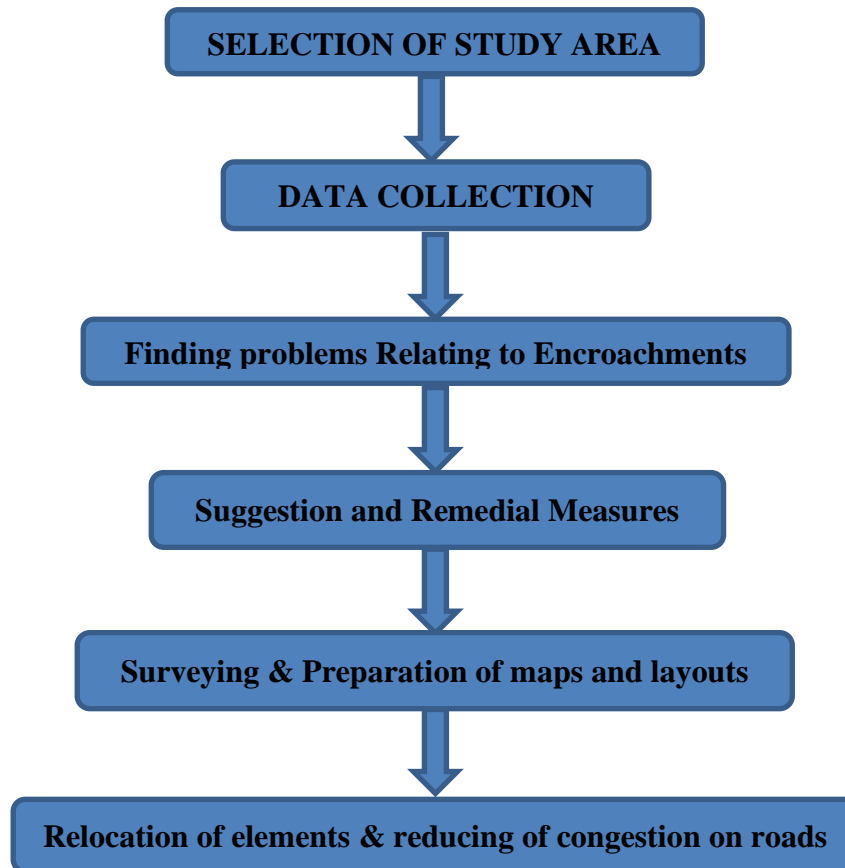 SELECTION OF STUDY AREA
DATA COLLECTION
Finding problems Relating to Encroachments
Suggestion and Remedial Measures
Surveying & Preparation of maps and layouts
Relocation of elements & reducing of congestion on roads